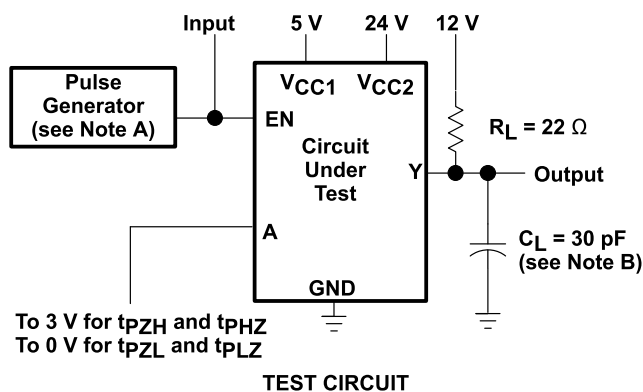 Input
5 V
24 V
12 V
Pulse
Generator
(see Note A)
VCC1
VCC2
EN
Circuit
Under
Test
RL = 22 Ω
Y
Output
A
CL = 30 pF
(see Note B)
GND
To 3 V for tPZH and tPHZ
To 0 V for tPZL and tPLZ
TEST CIRCUIT